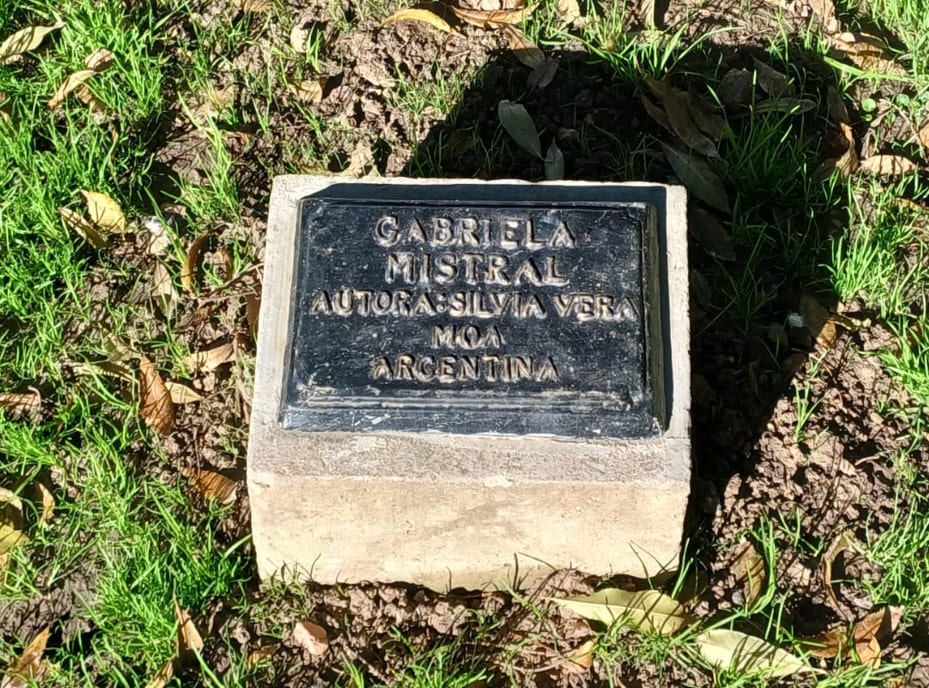 GABRIELA
MISTRAL
AUTORA: SILVIA VERA
MOA
ARGENTINA